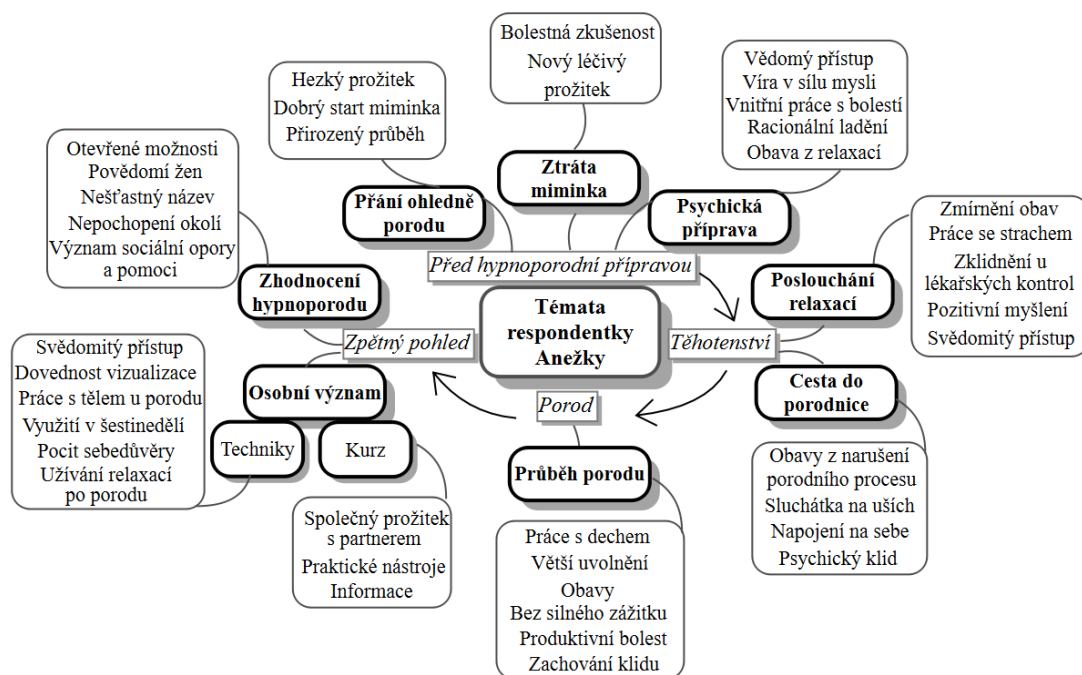 Témata
respondentky
Anežky
Před hypnoporodní přípravou
Přání ohledně
porodu
Hezký prožitek
Dobrý start miminka
Přirozený průběh
Ztráta
miminka
Bolestná zkušenost
Nový léčivý
prožitek
Psychická
příprava
Vědomý přístup
Víra v sílu mysli
Vnitřní práce s bolestí
Racionální ladění
Obava z relaxací
Těhotenství
Poslouchání
relaxací
Zmírnění obav
Práce se strachem
Zklidnění u
lékařských kontrol
Pozitivní myšlení
Svědomitý přístup
Cesta do
porodnice
Obavy z narušení
porodního procesu
Sluchátka na uších
Napojení na sebe
Psychický klid
Porod
Průběh porodu
Práce s dechem
Větší uvolnění
Obavy
Bez silného zážitku
Produktivní bolest
Zachování klidu
Zpětný pohled
Zhodnocení
hypnoporodu
Otevřené možnosti
Povědomí žen
Nešťastný název
Nepochopení okolí
Význam sociální opory
a pomoci
Osobní význam
Techniky
Svědomitý přístup
Dovednost vizualizace
Práce s tělem u porodu
Využití v šestinedělí
Pocit sebedůvěry
Užívání relaxací
po porodu
Kurz
Společný prožitek
s partnerem
Praktické nástroje
Informace